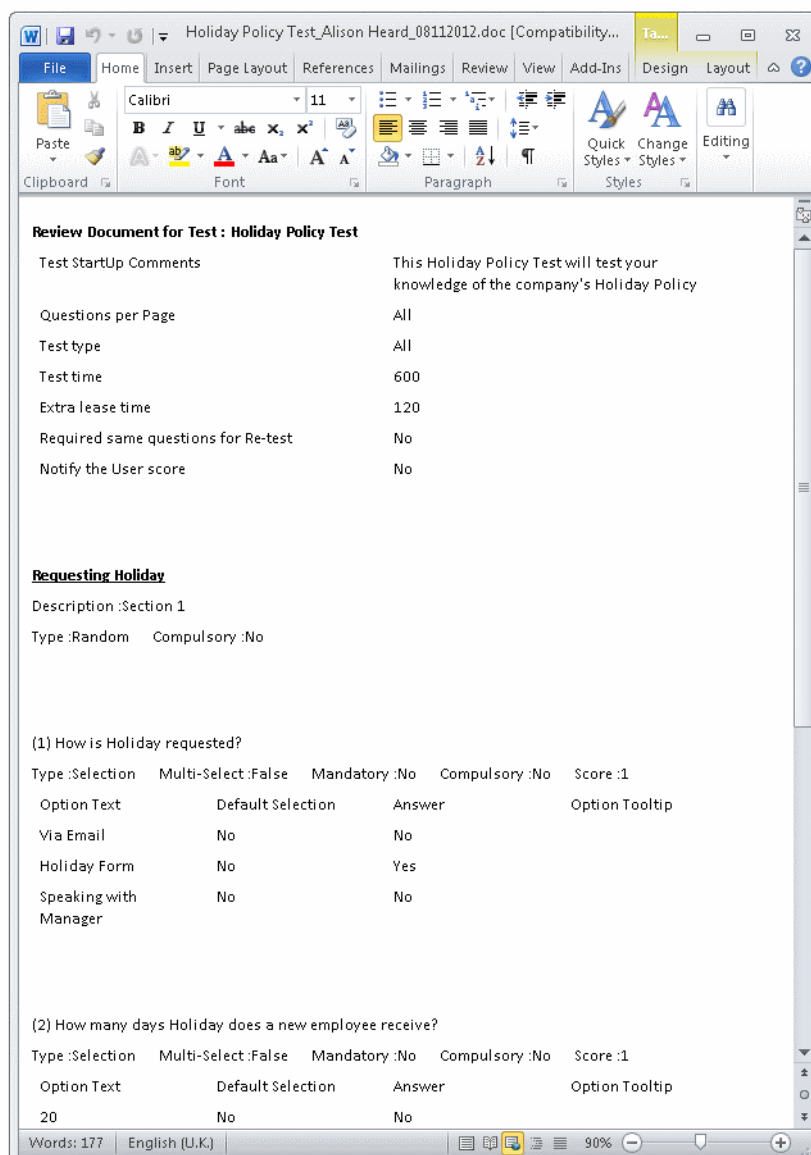 Holiday Policy Test_Alison Heard_08112012.doc [Compatibility... Ta...
File Home Insert Page Layout References Mailings Review View Add-Ins Design Layout
Calibri 11
Paste
B I U abc x₂ x²
Aa A A
Quick Styles
Change Styles
Editing
Clipboard Font Paragraph Styles
Review Document for Test : Holiday Policy Test
Test StartUp Comments This Holiday Policy Test will test your
knowledge of the company's Holiday Policy
Questions per Page All
Test type All
Test time 600
Extra lease time 120
Required same questions for Re-test No
Notify the User score No
Requesting Holiday
Description :Section 1
Type :Random Compulsory :No
(1) How is Holiday requested?
Type :Selection Multi-Select :False Mandatory :No Compulsory :No Score :1
Option Text Default Selection Answer Option Tooltip
Via Email No No
Holiday Form No Yes
Speaking with No No
Manager
(2) How many days Holiday does a new employee receive?
Type :Selection Multi-Select :False Mandatory :No Compulsory :No Score :1
Option Text Default Selection Answer Option Tooltip
20 No No
Words: 177 English (U.K.) 90%